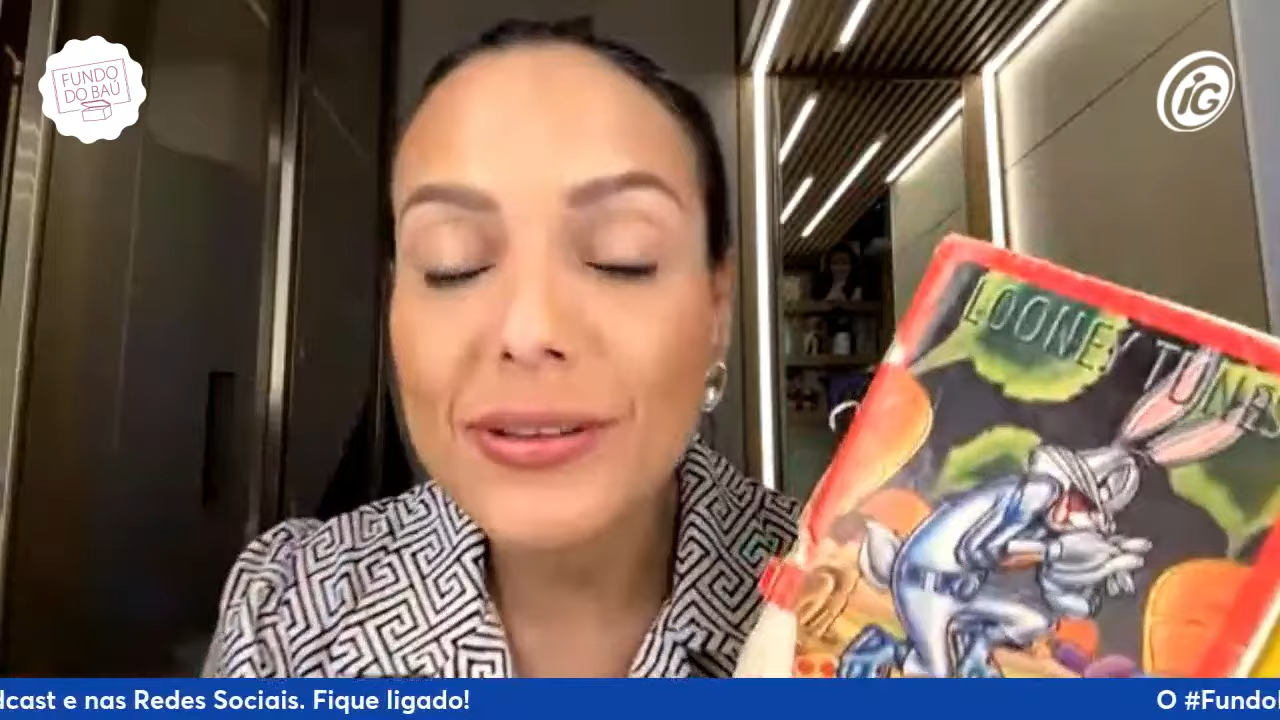 FUNDO
DO BAÚ
iG
LOONEY TUNES
dcast e nas Redes Sociais. Fique ligado!
O #Fundo